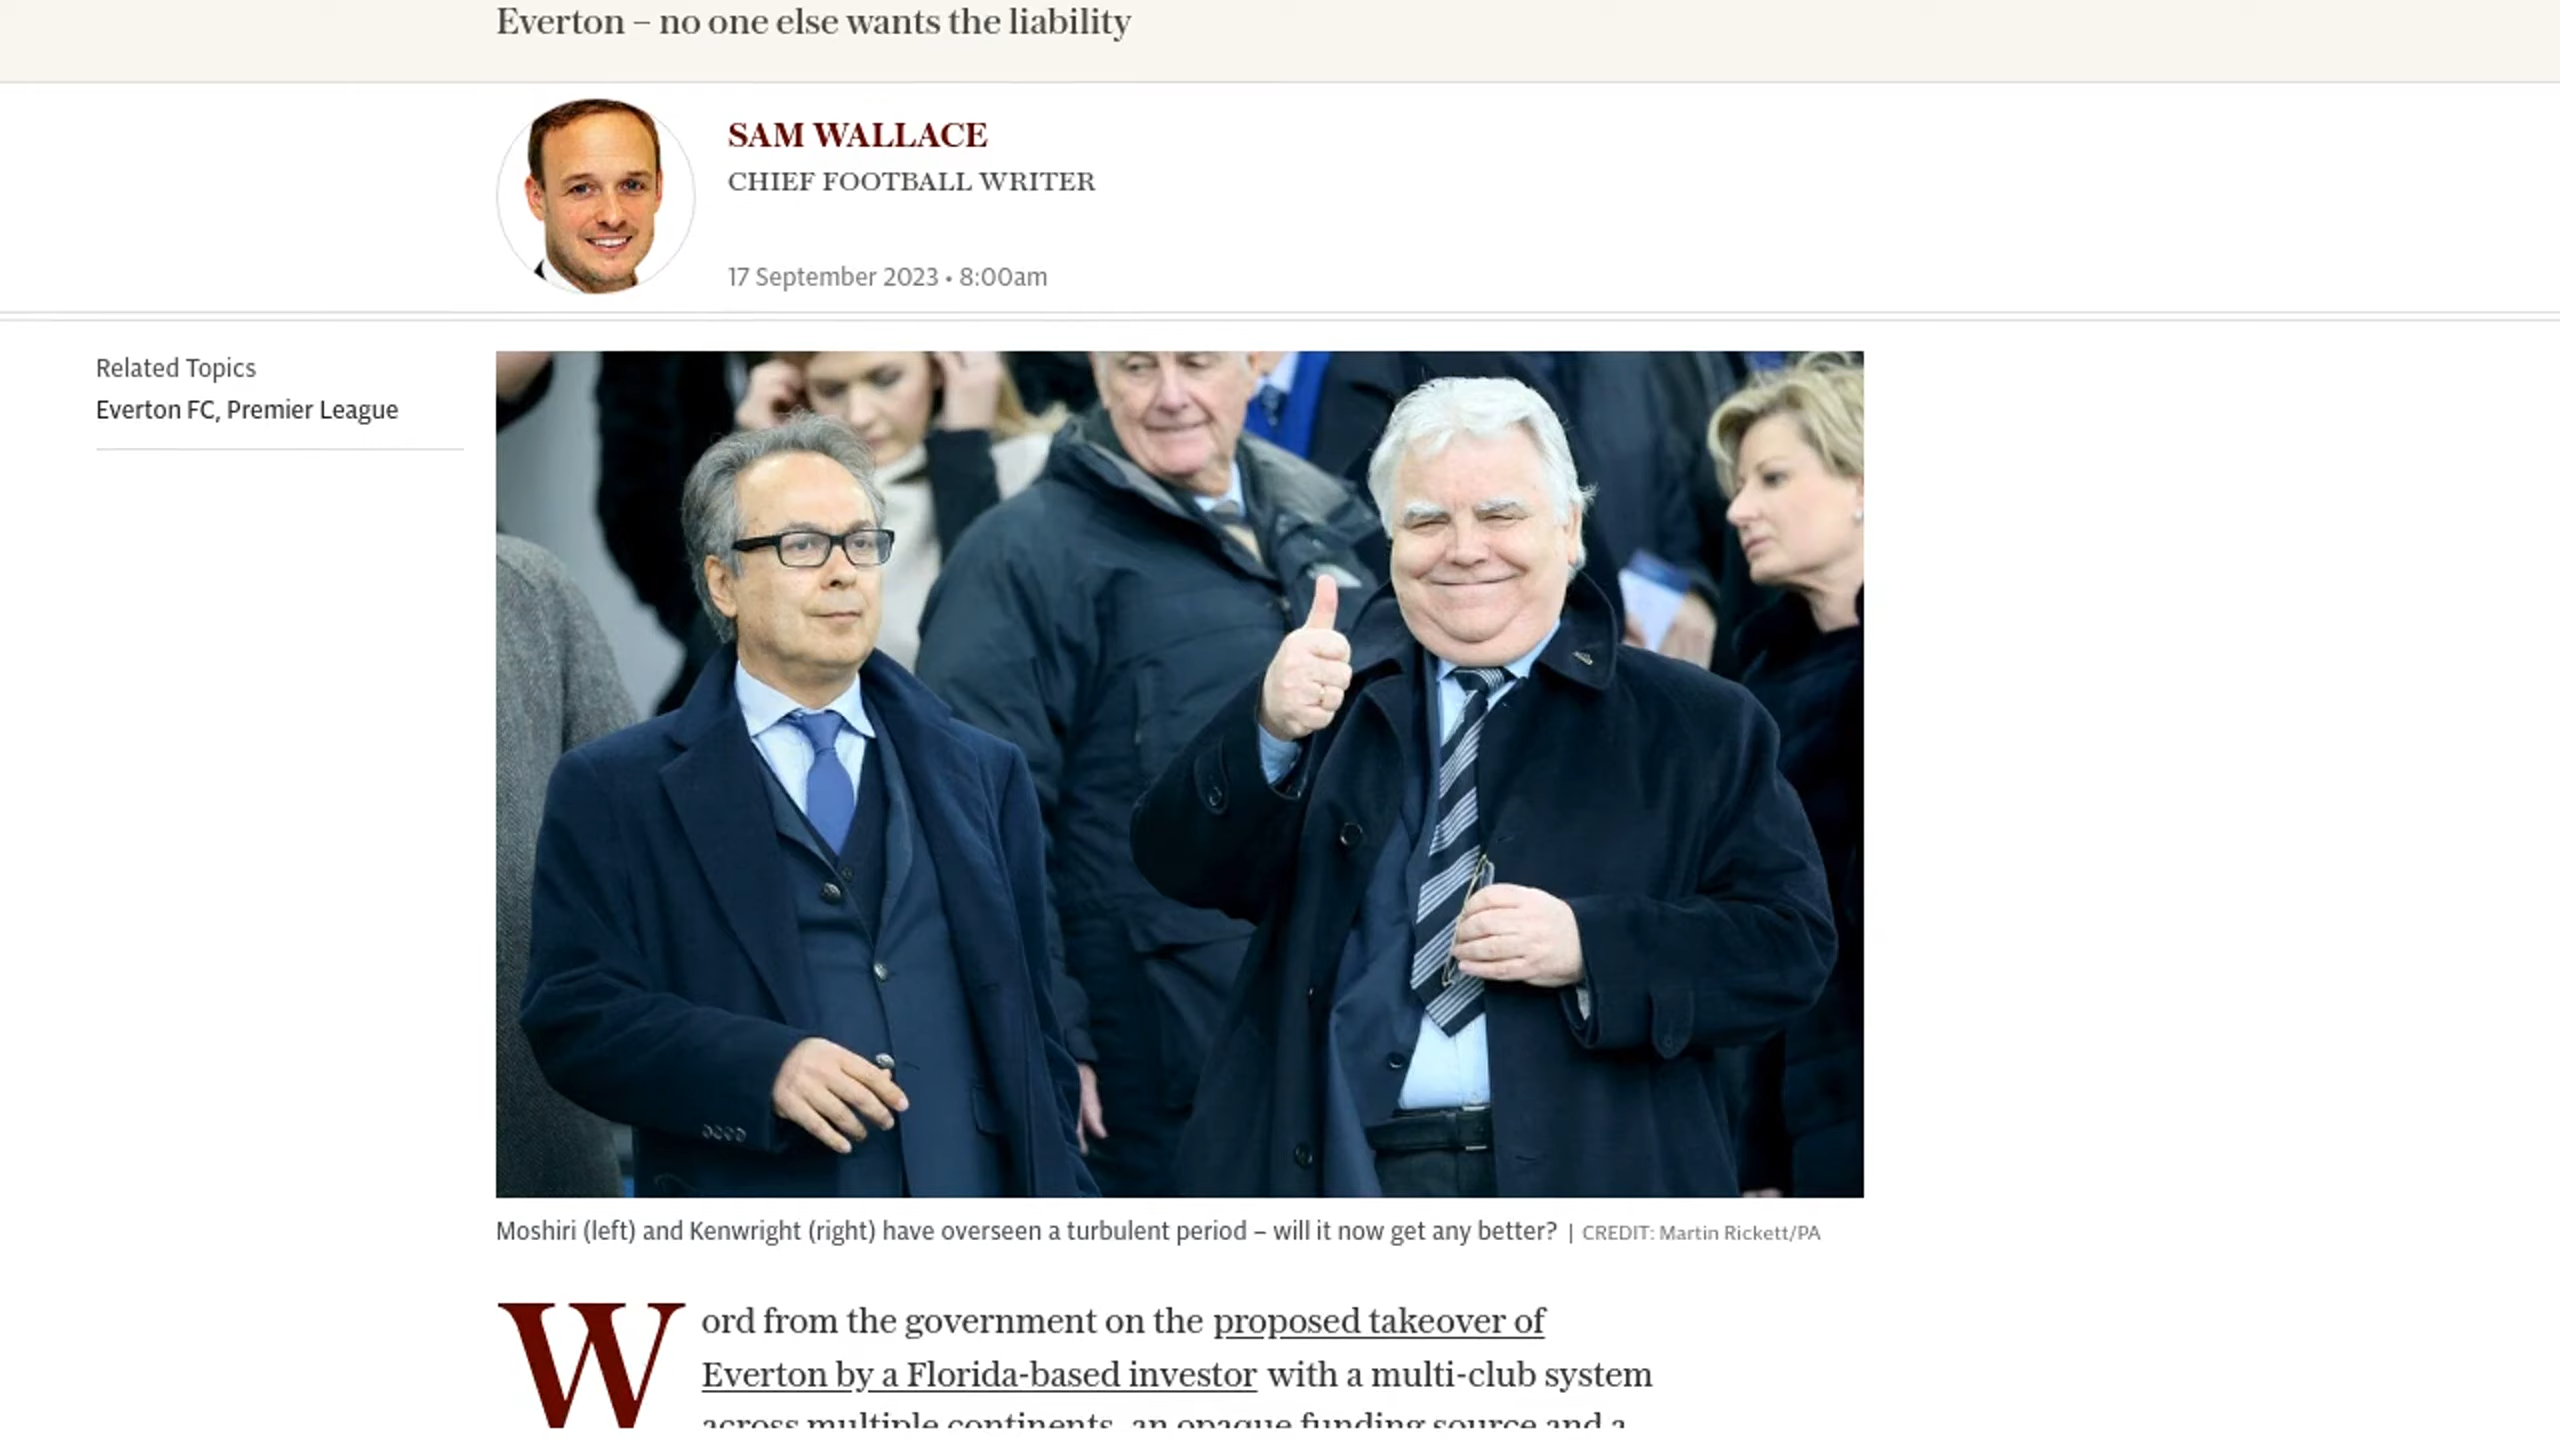 Everton – no one else wants the liability
SAM WALLACE
CHIEF FOOTBALL WRITER
17 September 2023 • 8:00am
Related Topics
Everton FC, Premier League
Moshiri (left) and Kenwright (right) have overseen a turbulent period – will it now get any better? | CREDIT: Martin Rickett/PA
Word from the government on the proposed takeover of
Everton by a Florida-based investor with a multi-club system
across multiple continents, an opaque funding source and a